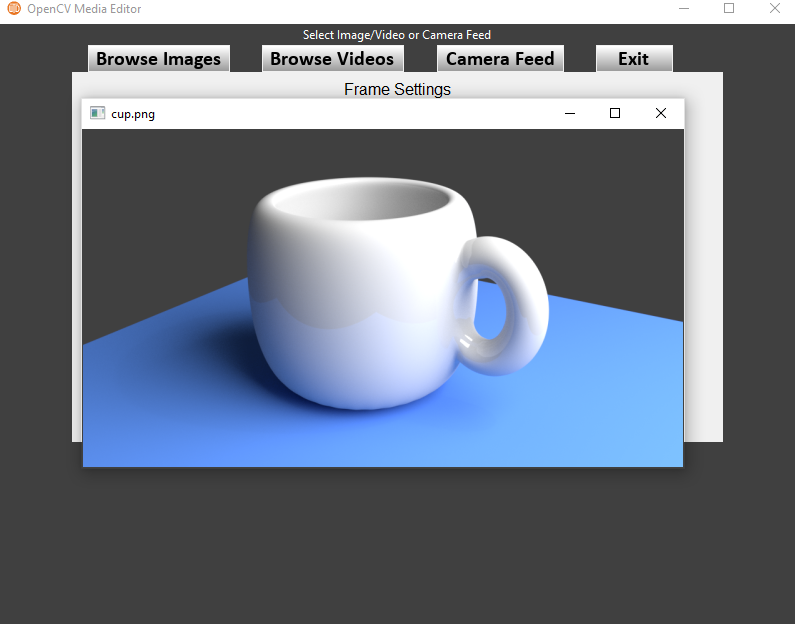 OpenCV Media Editor
Select Image/Video or Camera Feed
Browse Images Browse Videos Camera Feed Exit
Frame Settings
cup.png